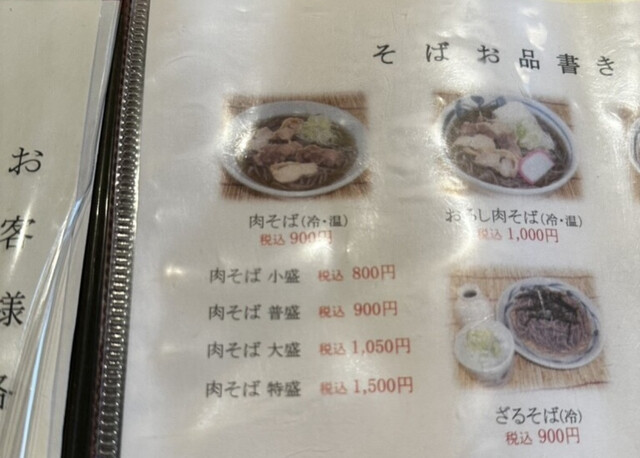 お客様
そばお品書き
肉そば(冷・温)
税込 900円
おろし肉そば(冷・温)
税込 1,000円
肉そば 小盛 税込 800円
肉そば 普盛 税込 900円
肉そば 大盛 税込 1,050円
肉そば 特盛 税込 1,500円
ざるそば(冷)
税込 900円